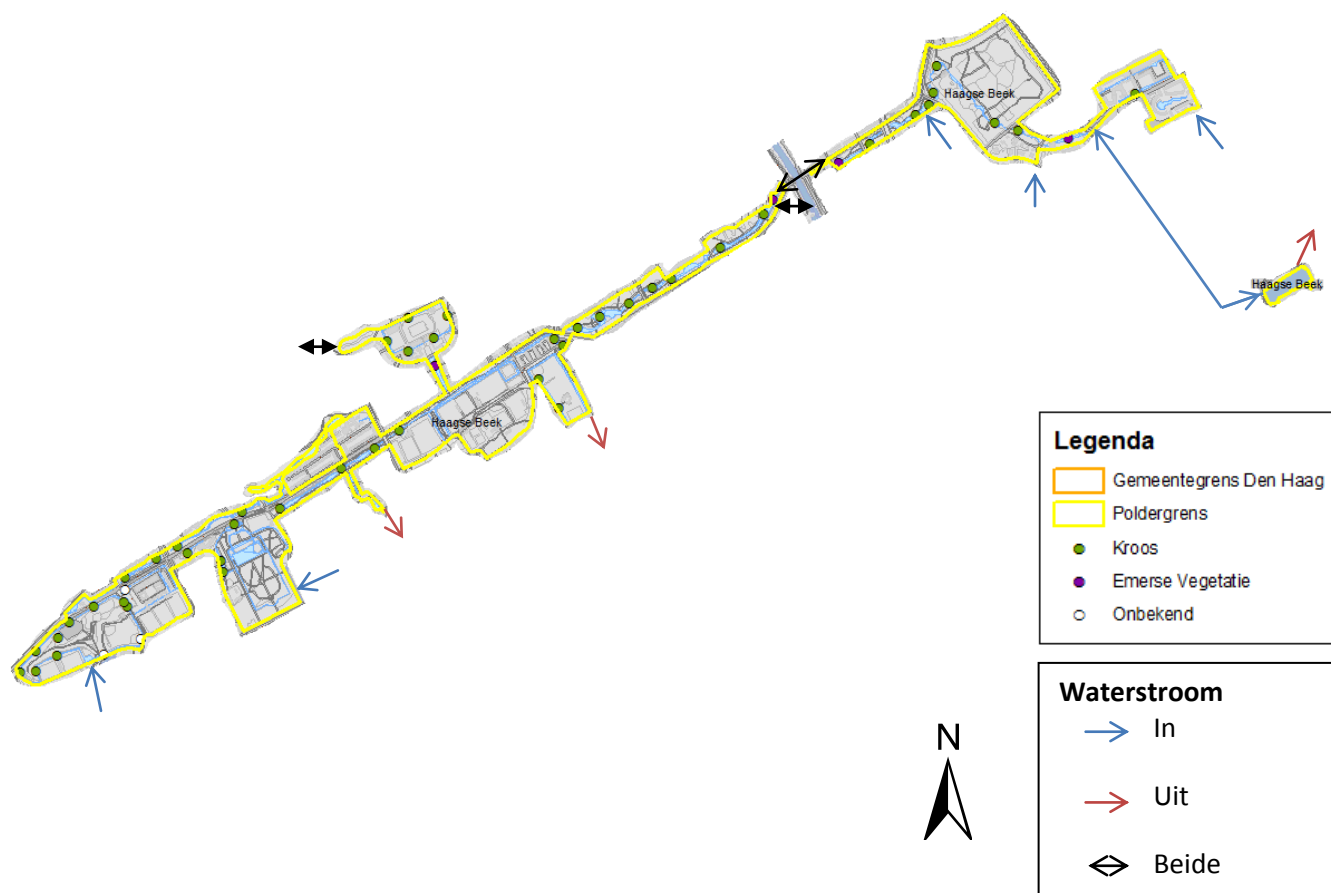 Haagse Beek
Haagse Beek
Haagse Beek
Legenda
Gemeentegrens Den Haag
Poldergrens
Kroos
Emerse Vegetatie
Onbekend
Waterstroom
In
Uit
Beide
N